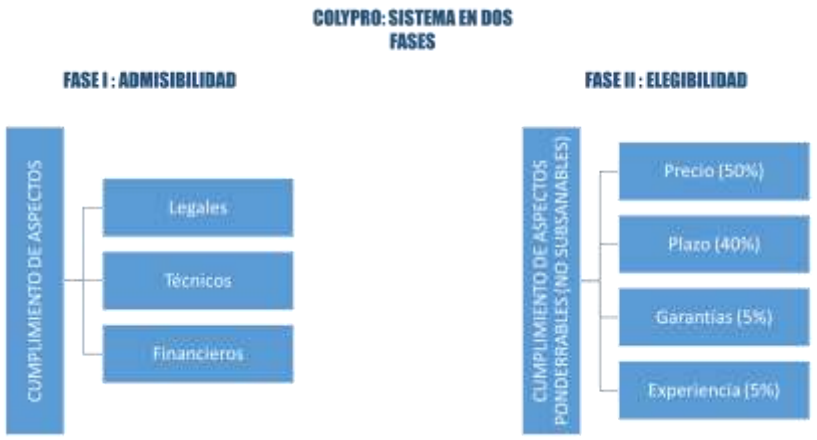 COLYPRO: SISTEMA EN DOS
FASES
FASE I : ADMISIBILIDAD
CUMPLIMIENTO DE ASPECTOS
Legales
Técnicos
Financieros
FASE II : ELEGIBILIDAD
CUMPLIMIENTO DE ASPECTOS
PONDERRABLES (NO SUBSANABLES)
Precio (50%)
Plazo (40%)
Garantías (5%)
Experiencia (5%)